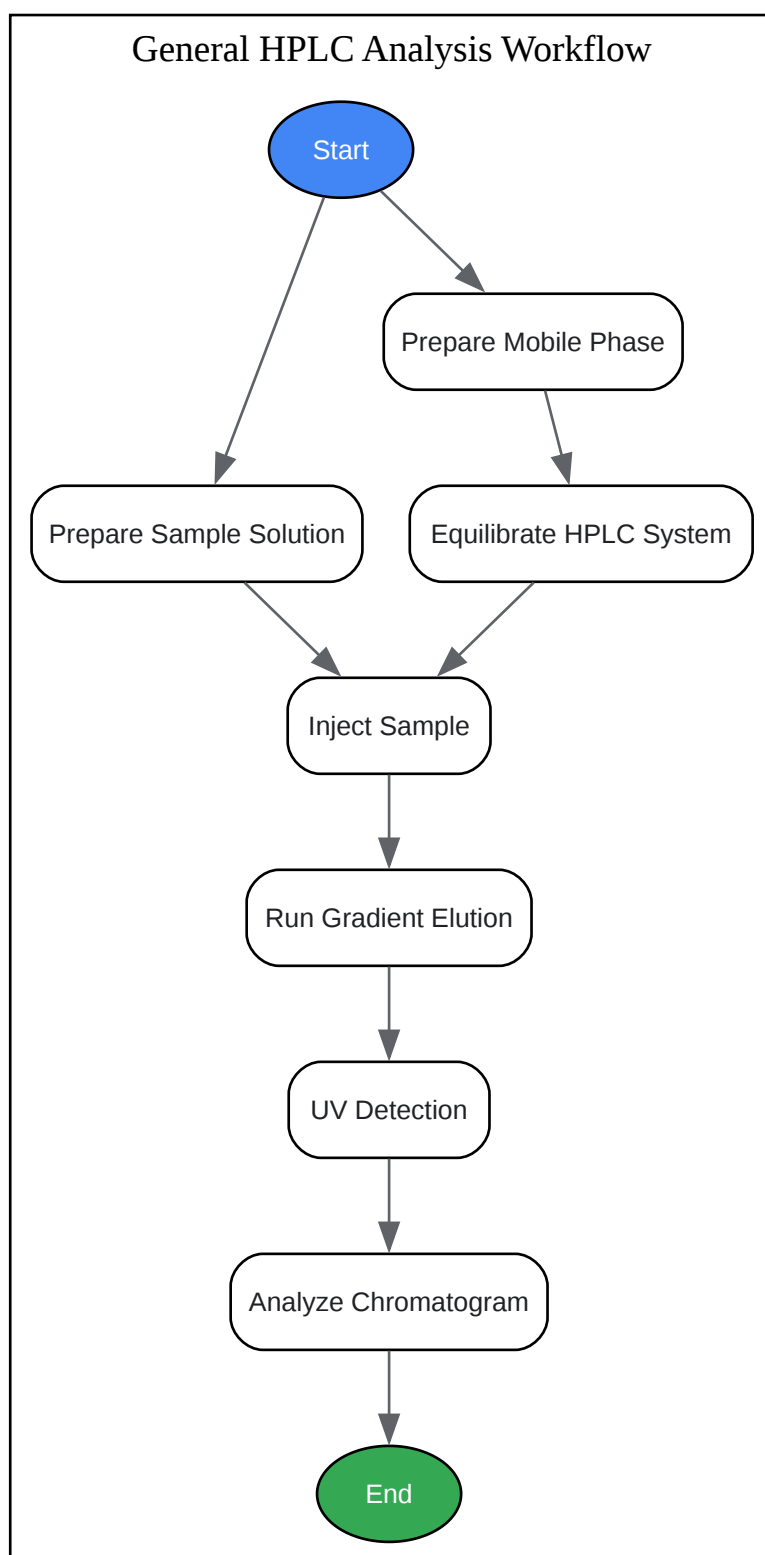 General HPLC Analysis Workflow
Start
Prepare Mobile Phase
Prepare Sample Solution
Equilibrate HPLC System
Inject Sample
Run Gradient Elution
UV Detection
Analyze Chromatogram
End